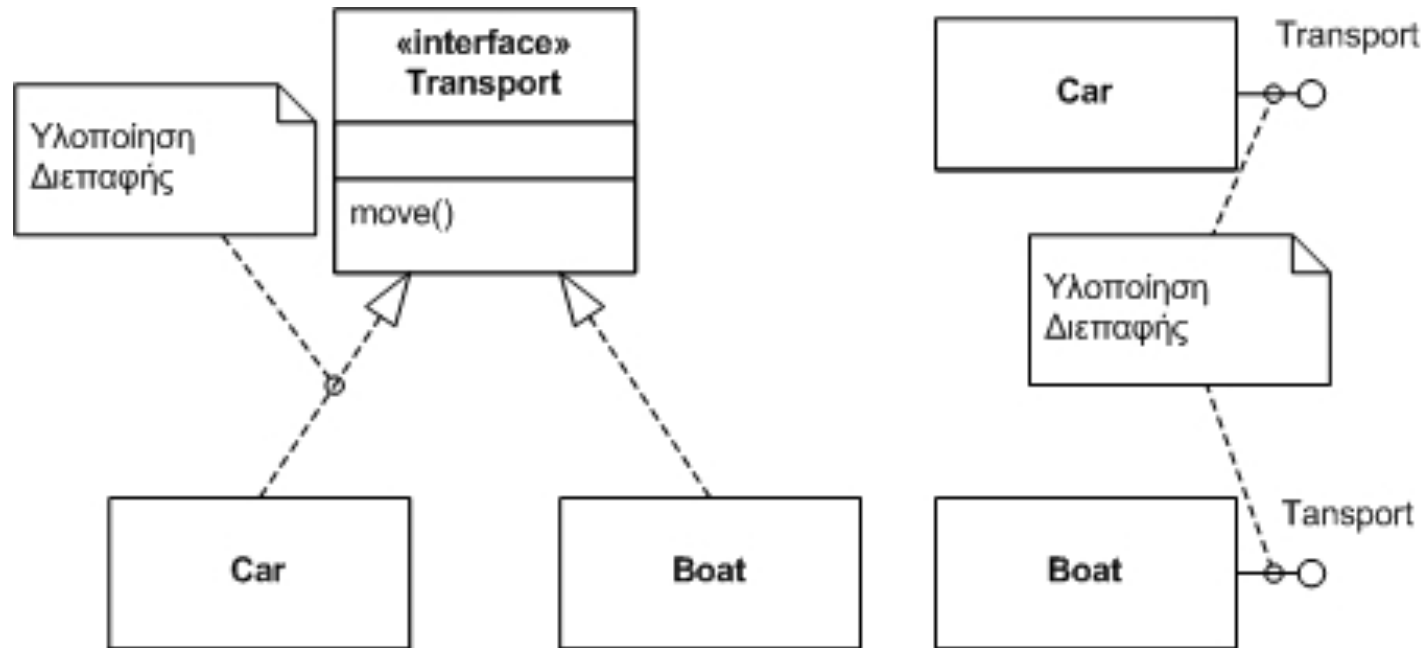 «interface»
Transport
Υλοποίηση
Διεπαφής
move()
Car
Boat
Transport
Car
Υλοποίηση
Διεπαφής
Tansport
Boat